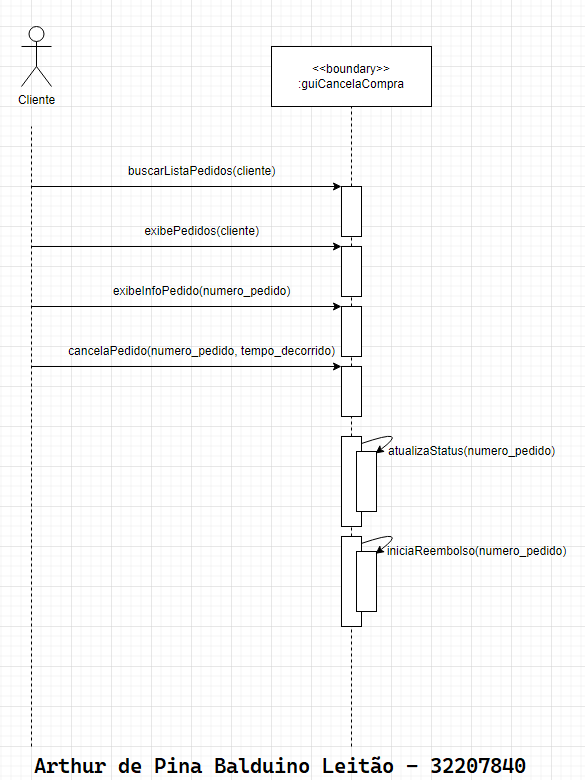 Cliente
<<boundary>>
:guiCancelaCompra
buscarListaPedidos(cliente)
exibePedidos(cliente)
exibeInfoPedido(numero_pedido)
cancelaPedido(numero_pedido, tempo_decorrido)
atualizaStatus(numero_pedido)
iniciaReembolso(numero_pedido)
Arthur de Pina Balduino Leitão – 32207840